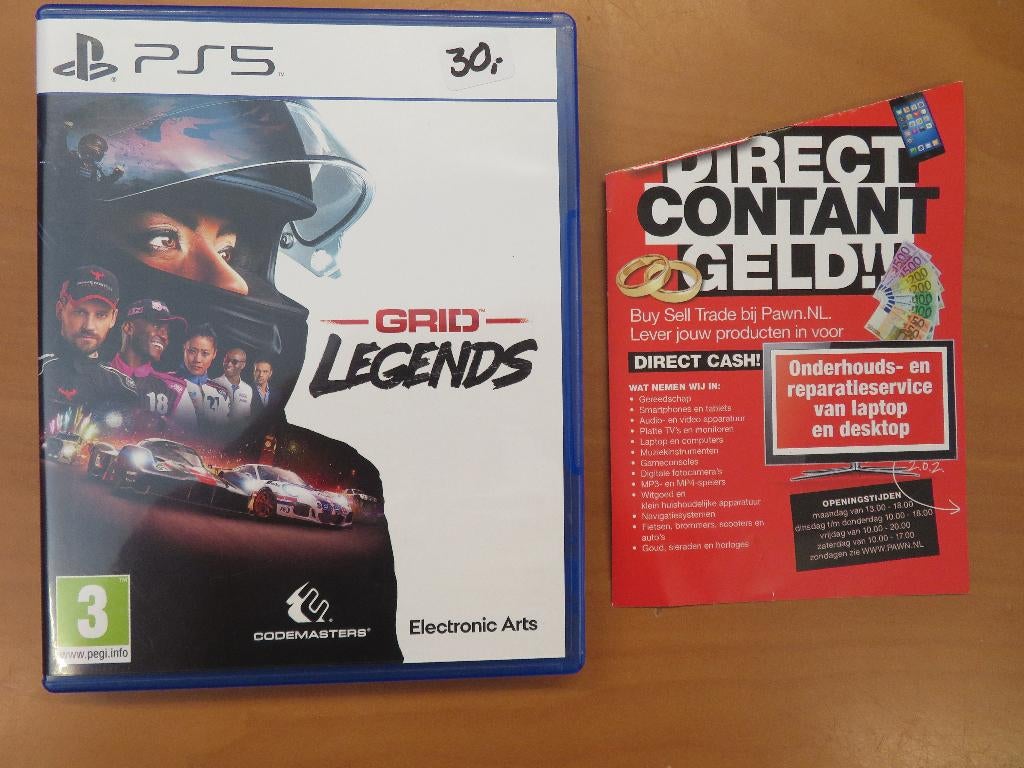 PS5
30,-
GRID
LEGENDS
18
21
3
www.pegi.info
CODEMASTERS
Electronic Arts
DIRECT
CONTANT
GELD!!
Buy Sell Trade bij Pawn.NL.
Lever jouw producten in voor
DIRECT CASH!
WAT NEMEN WIJ IN:
• Gereedschap
• Smartphones en tablets
• Audio- en video apparatuur
• Platte TV's en monitoren
• Laptop en computers
• Muziekinstrumenten
• Gameconsoles
• Digitale fotocamera's
• MP3- en MP4-spelers
• Witgoed en
klein huishoudelijke apparatuur
• Navigatiesystemen
• Fietsen, brommers, scooters en
auto's
• Goud, sieraden en horloges
Onderhouds- en
reparatieservice
van laptop
en desktop
z.o.z.
OPENINGSTIJDEN
maandag van 13.00 - 18.00
dinsdag t/m donderdag 10.00 - 18.00
vrijdag van 10.00 - 20.00
zaterdag van 10.00 - 17.00
zondagen zie WWW.PAWN.NL